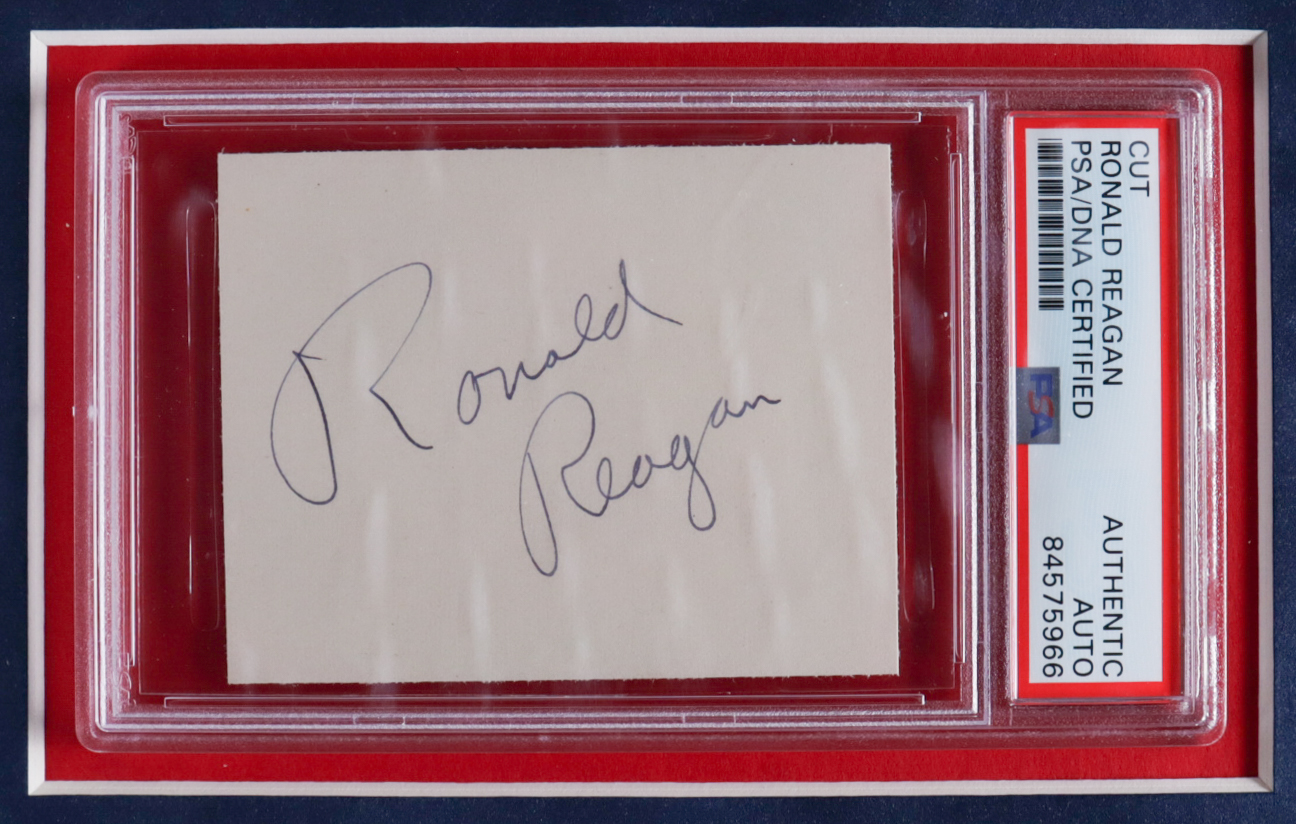 Ronald
Reagan
CUT
RONALD REAGAN
PSA/DNA CERTIFIED
AUTHENTIC
AUTO
84575966
PSA